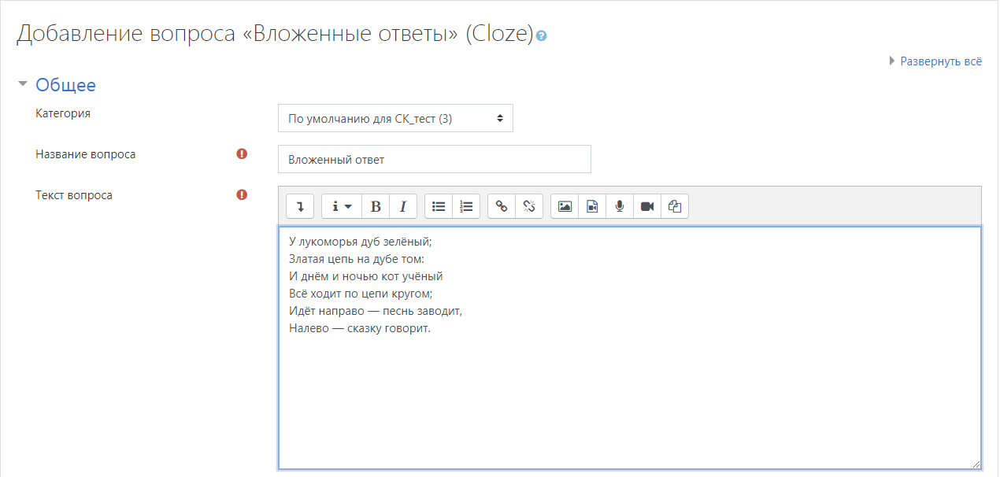 Добавление вопроса «Вложенные ответы» (Cloze)
Развернуть всё
Общее
Категория
По умолчанию для СК_тест (3)
Название вопроса
Вложенный ответ
Текст вопроса
У лукоморья дуб зелёный;
Златая цепь на дубе том:
И днём и ночью кот учёный
Всё ходит по цепи кругом;
Идёт направо — песнь заводит,
Налево — сказку говорит.